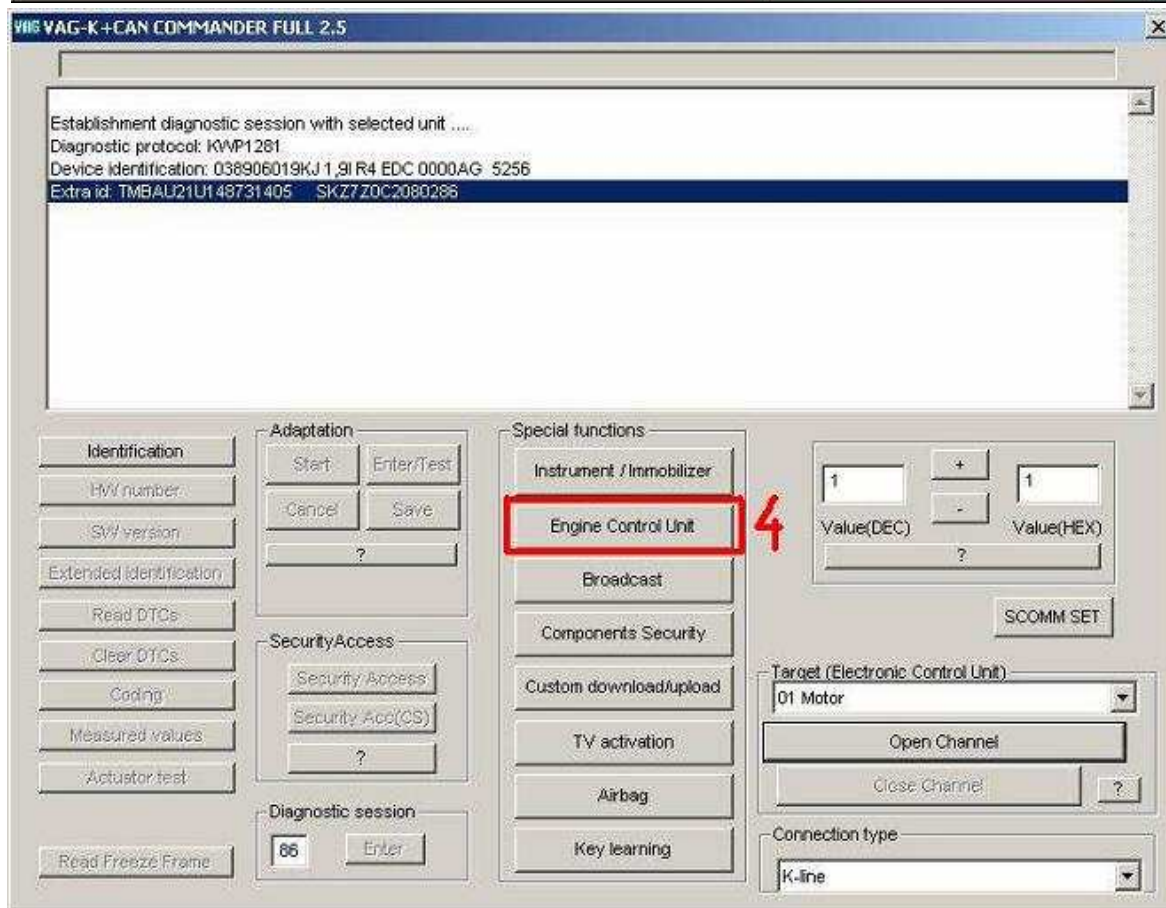 VAG VAG-K+CAN COMMANDER FULL 2.5
Establishment diagnostic session with selected unit ....
Diagnostic protocol: KWP1281
Device identification: 038906019KJ 1,9l R4 EDC 0000AG 5256
Extra id: TMBAU21U148731405 SKZ7Z0C2080286
Identification
HW number
SW version
Extended Identification
Read DTCs
Clear DTCs
Coding
Measured values
Actuator test
Read Freeze Frame
Adaptation
Start Enter/Test
Cancel Save
?
SecurityAccess
Security Access
Security Acc(CS)
?
Diagnostic session
86 Enter
Special functions
Instrument / Immobilizer
Engine Control Unit 4
Broadcast
Components Security
Custom download/upload
TV activation
Airbag
Key learning
1 + 1
Value(DEC) - Value(HEX)
?
SCOMM SET
Target (Electronic Control Unit)
01 Motor
Open Channel
Close Channel ?
Connection type
K-line